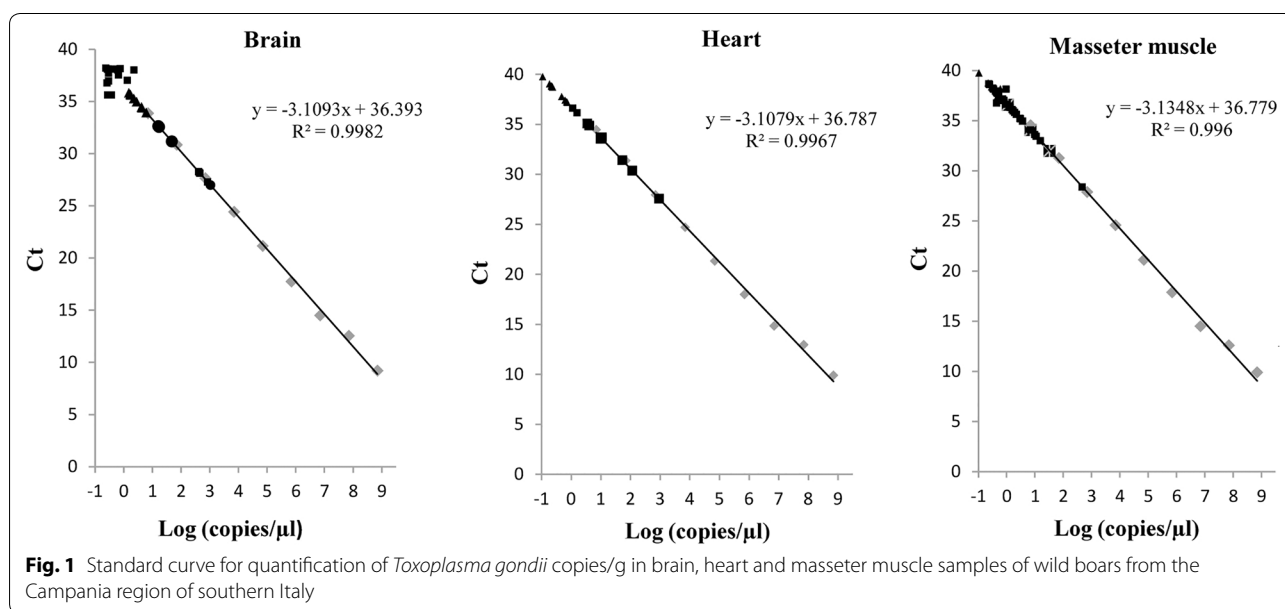 Brain
40
35
30
25
20
15
10
5
0
Ct
y = -3.1093x + 36.393
R² = 0.9982
-1 0 1 2 3 4 5 6 7 8 9
Log (copies/µl)
Heart
40
35
30
25
20
15
10
5
0
Ct
y = -3.1079x + 36.787
R² = 0.9967
-1 0 1 2 3 4 5 6 7 8 9
Log (copies/µl)
Masseter muscle
40
35
30
25
20
15
10
5
0
Ct
y = -3.1348x + 36.779
R² = 0.996
-1 0 1 2 3 4 5 6 7 8 9
Log (copies/µl)
Fig. 1 Standard curve for quantification of Toxoplasma gondii copies/g in brain, heart and masseter muscle samples of wild boars from the
Campania region of southern Italy